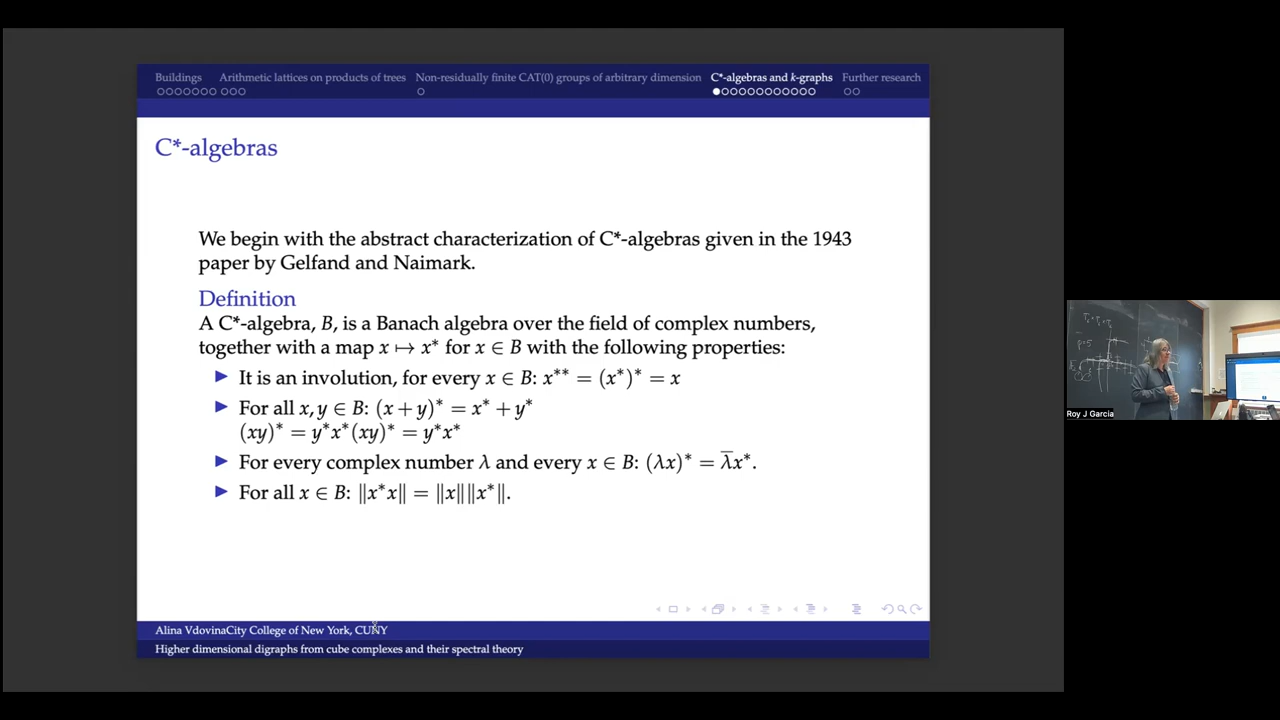 Buildings Arithmetic lattices on products of trees Non-residually finite CAT(0) groups of arbitrary dimension C*-algebras and k-graphs Further research
C*-algebras
We begin with the abstract characterization of C*-algebras given in the 1943
paper by Gelfand and Naimark.
Definition
A C*-algebra, B, is a Banach algebra over the field of complex numbers,
together with a map x ↦ x* for x ∈ B with the following properties:
▶ It is an involution, for every x ∈ B: x** = (x*)* = x
▶ For all x, y ∈ B: (x + y)* = x* + y*
(xy)* = y*x*(xy)* = y*x*
▶ For every complex number λ and every x ∈ B: (λx)* = λ̅x*.
▶ For all x ∈ B: ‖x*x‖ = ‖x‖‖x*‖.
Alina VdovinaCity College of New York, CUNY
Higher dimensional digraphs from cube complexes and their spectral theory
Roy J Garcia